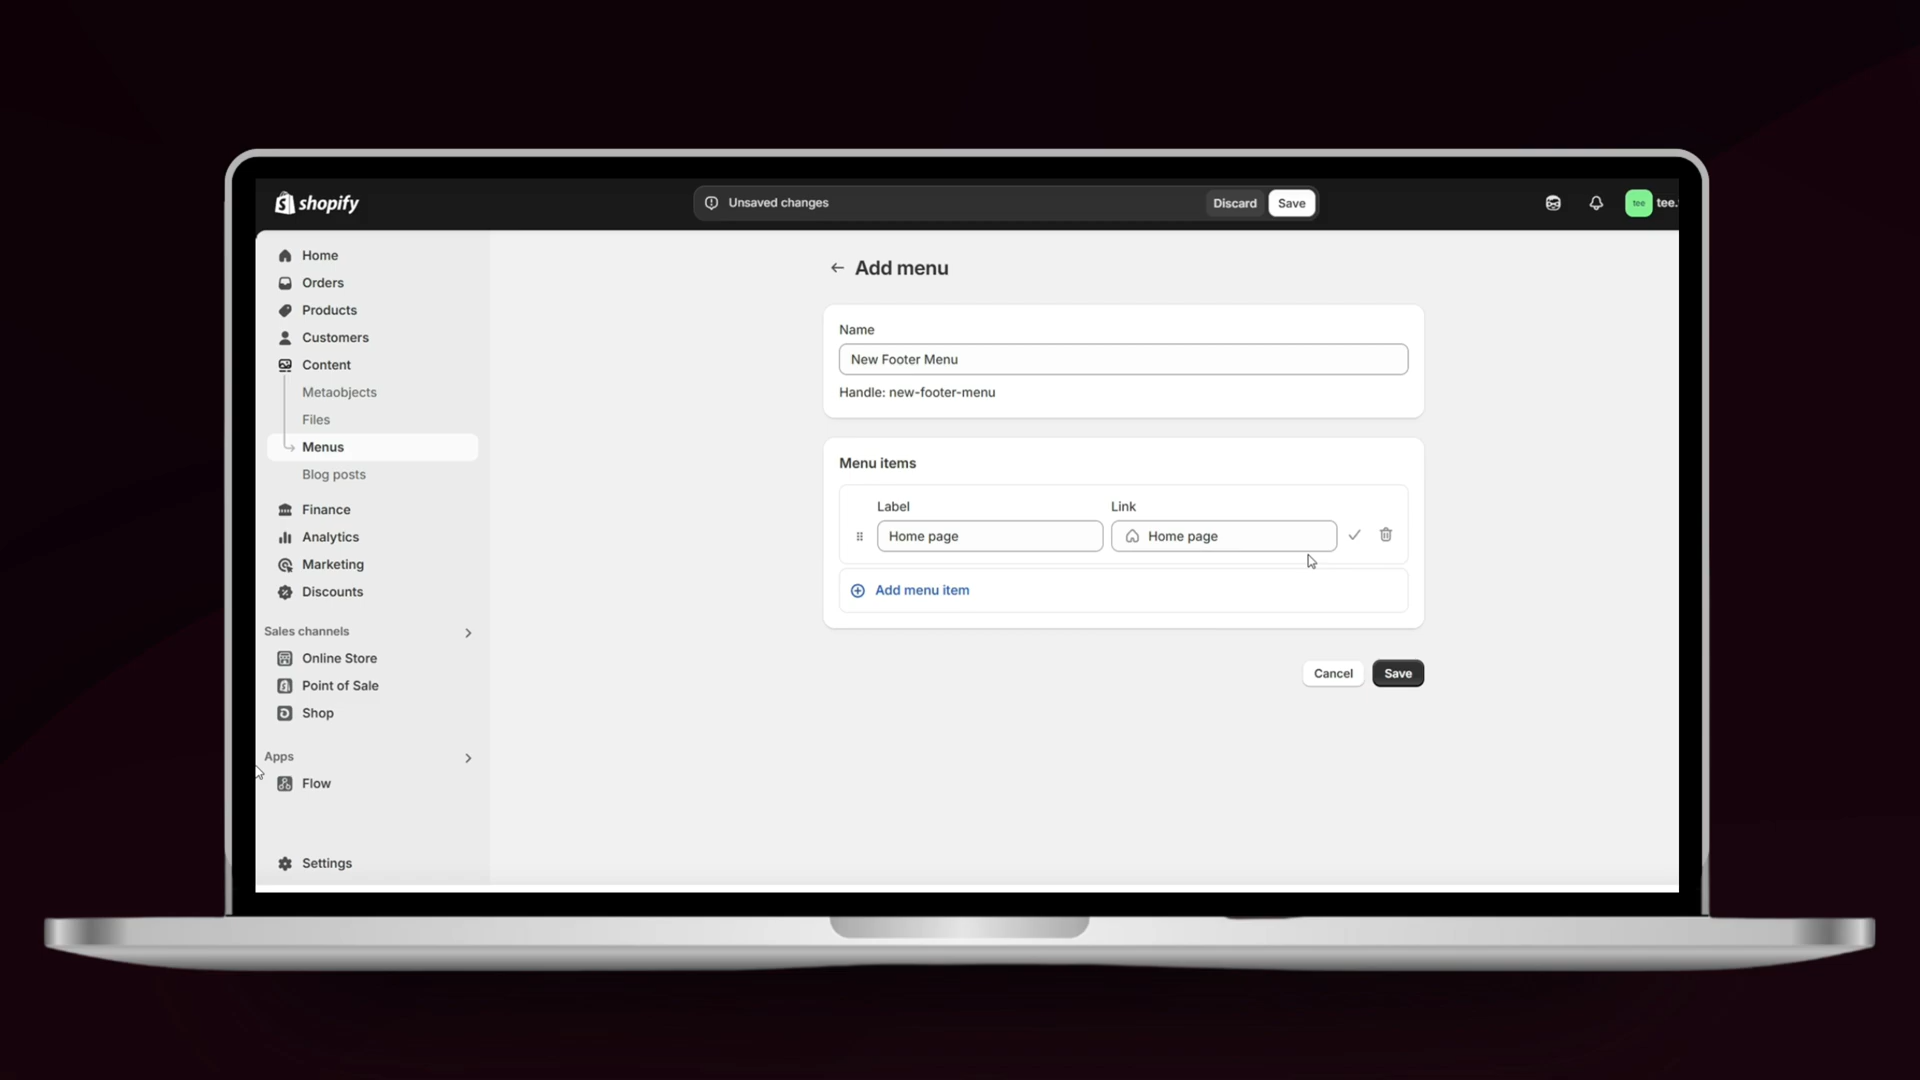 shopify
Unsaved changes
Discard
Save
tee
tee.
Home
Orders
Products
Customers
Content
Metaobjects
Files
Menus
Blog posts
Finance
Analytics
Marketing
Discounts
Sales channels
Online Store
Point of Sale
Shop
Apps
Flow
Settings
Add menu
Name
New Footer Menu
Handle: new-footer-menu
Menu items
Label
Link
Home page
Home page
Add menu item
Cancel
Save